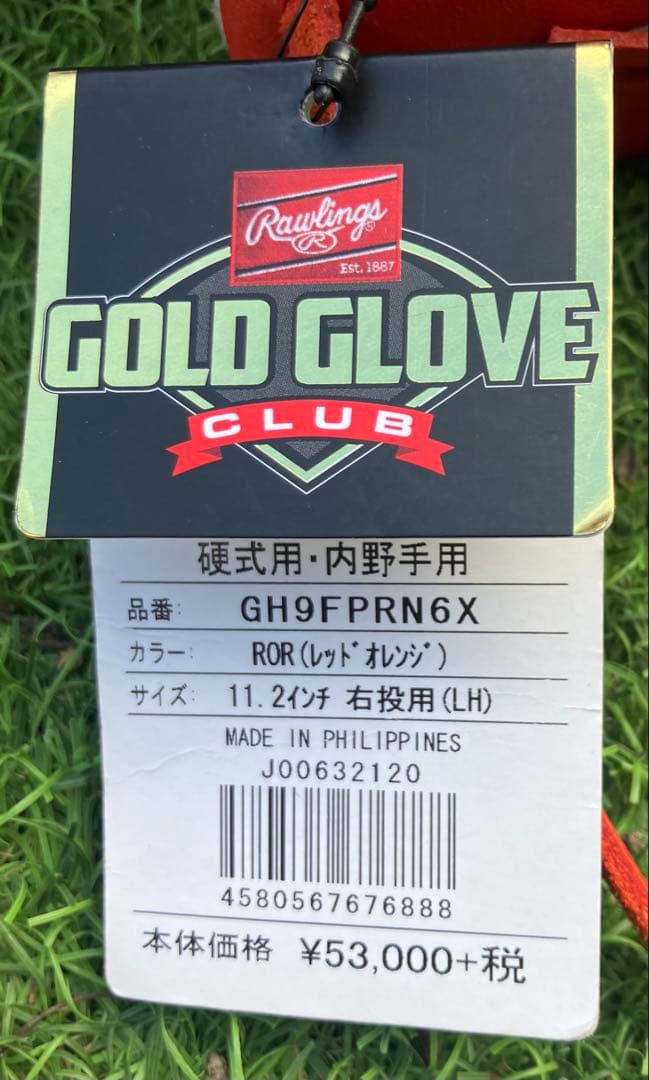 Rawlings
R
Est. 1887
GOLD GLOVE
CLUB
硬式用・内野手用
品番: GH9FPRN6X
カラー: ROR(ﾚｯﾄﾞｵﾚﾝｼﾞ)
サイズ: 11.2ｲﾝﾁ 右投用(LH)
MADE IN PHILIPPINES
J00632120
4580567676888
本体価格 ¥53,000+税